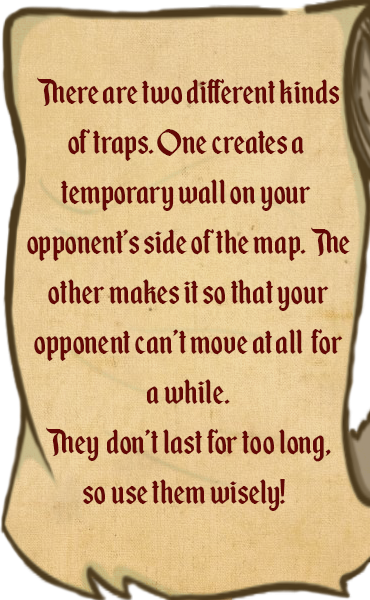 There are two different kinds
of traps. One creates a
temporary wall on your
opponent's side of the map. The
other makes it so that your
opponent can't move at all for
a while.
They don't last for too long,
so use them wisely!